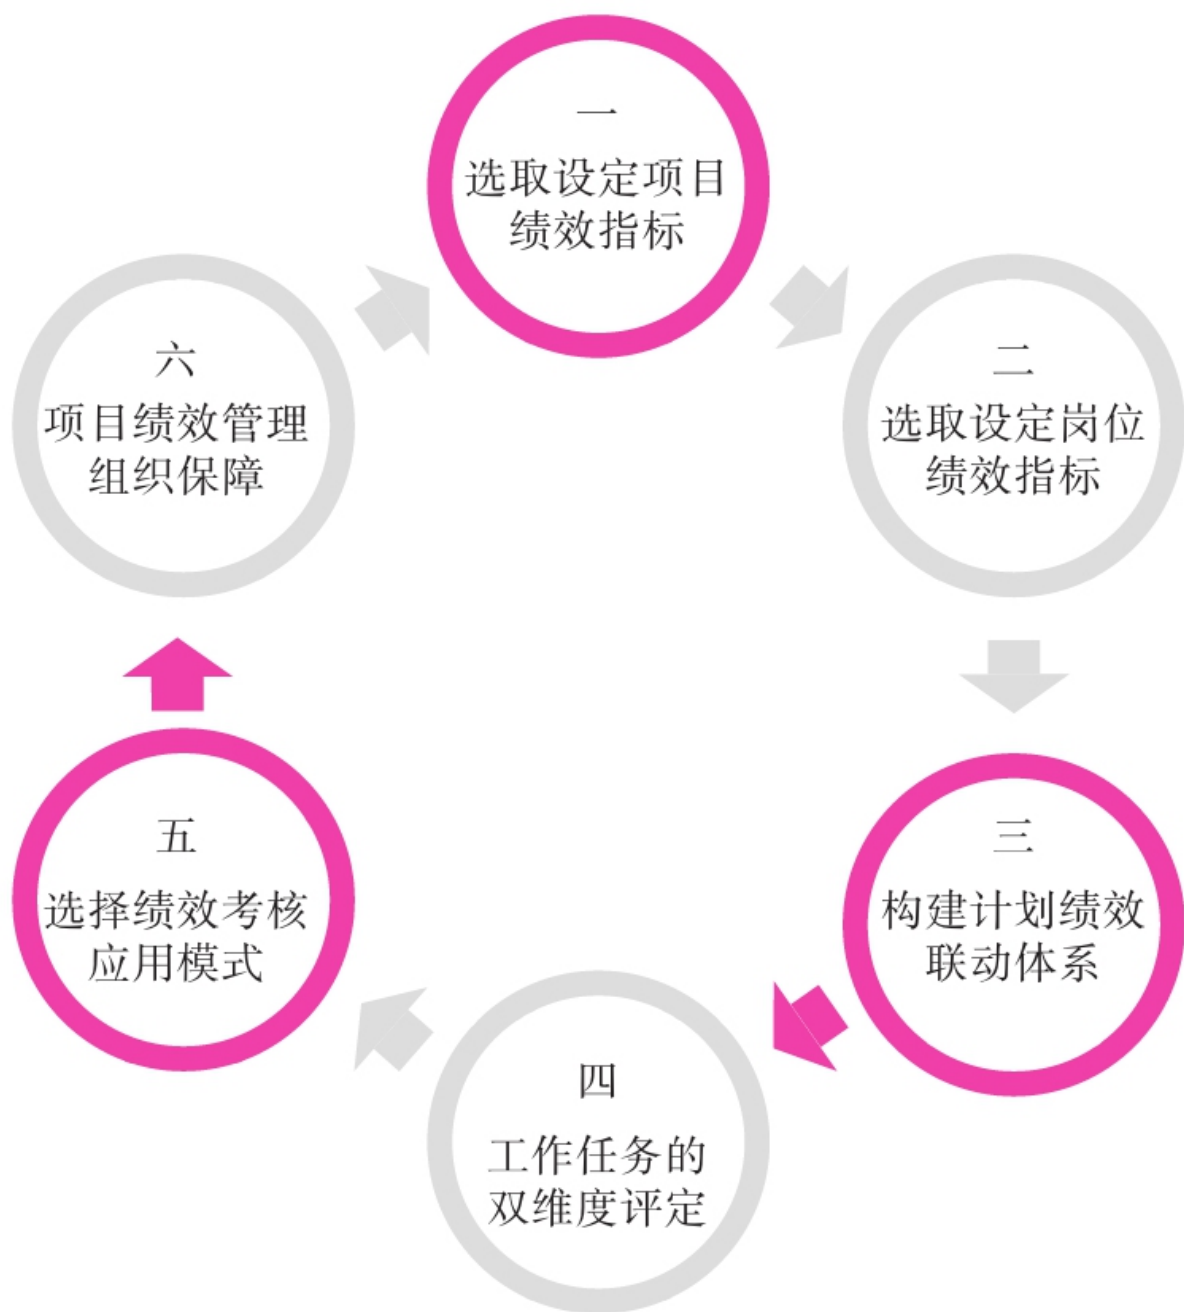 一
选取设定项目
绩效指标
二
选取设定岗位
绩效指标
三
构建计划绩效
联动体系
四
工作任务的
双维度评定
五
选择绩效考核
应用模式
六
项目绩效管理
组织保障